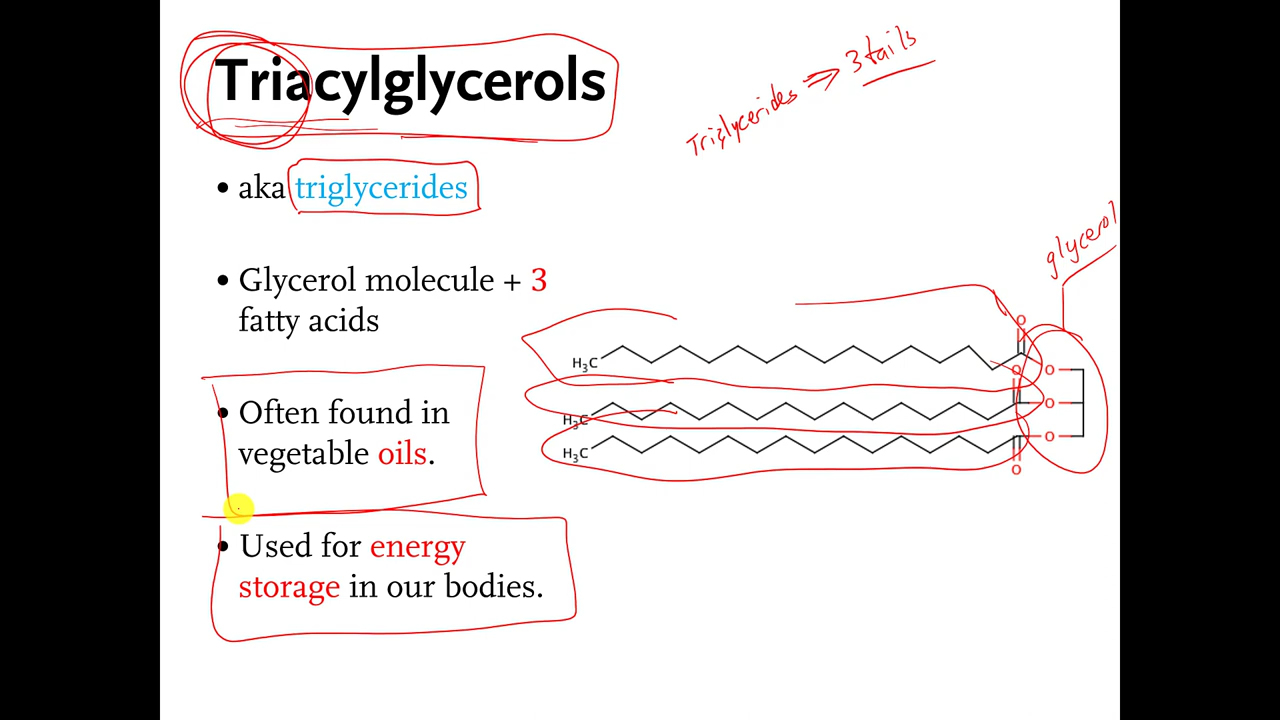 Triacylglycerols
Triglycerides ⇒ 3 tails
• aka triglycerides
glycerol
• Glycerol molecule + 3
fatty acids
• Often found in
vegetable oils.
• Used for energy
storage in our bodies.
O
H₃C
O
O
H₃C
O
H₃C
O
O